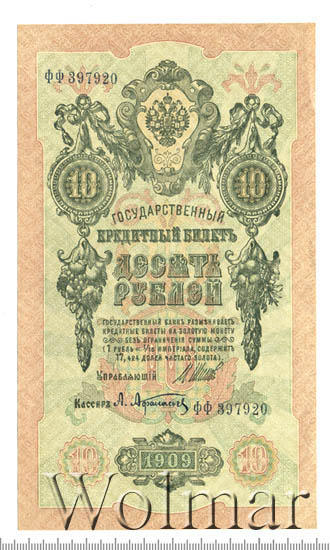 ФФ 397920
10 10
ГОСУДАРСТВЕННЫЙ
КРЕДИТНЫЙ БИЛЕТЪ
ДЕСЯТЬ
РУБЛЕЙ
ГОСУДАРСТВЕННЫЙ БАНКЪ РАЗМѢНИВАЕТЪ
КРЕДИТНЫЕ БИЛЕТЫ НА ЗОЛОТУЮ МОНЕТУ
БЕЗЪ ОГРАНИЧЕНІЯ СУММЫ
(1 РУБЛЬ = 1/15 ИМПЕРІАЛА, СОДЕРЖИТЪ
17,424 ДОЛЕЙ ЧИСТАГО ЗОЛОТА).
УПРАВЛЯЮЩІЙ
Кассиръ А. Афанасьевъ ФФ 397920
10 1909 10
Wolmar